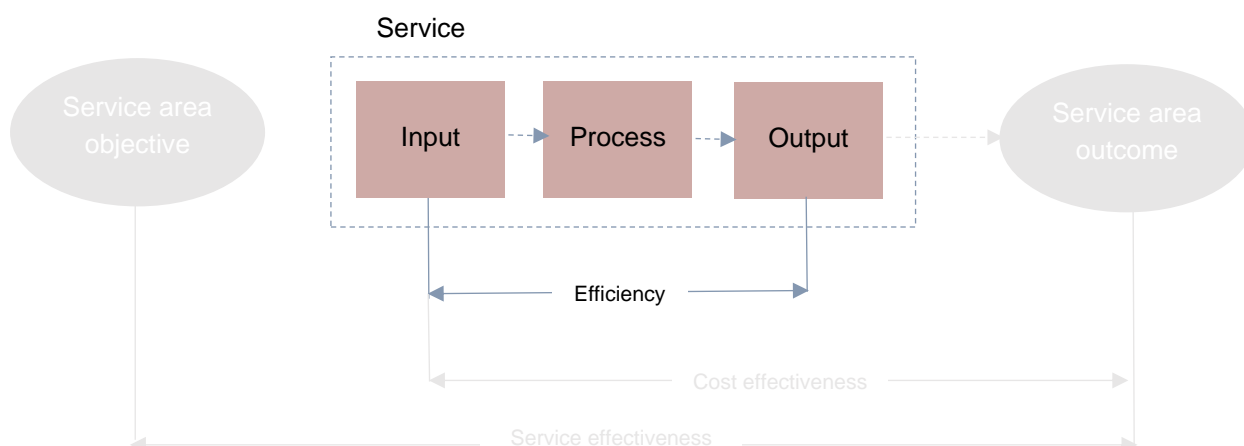 Service
Service area
objective
Input
Process
Output
Service area
outcome
Efficiency
Cost effectiveness
Service effectiveness